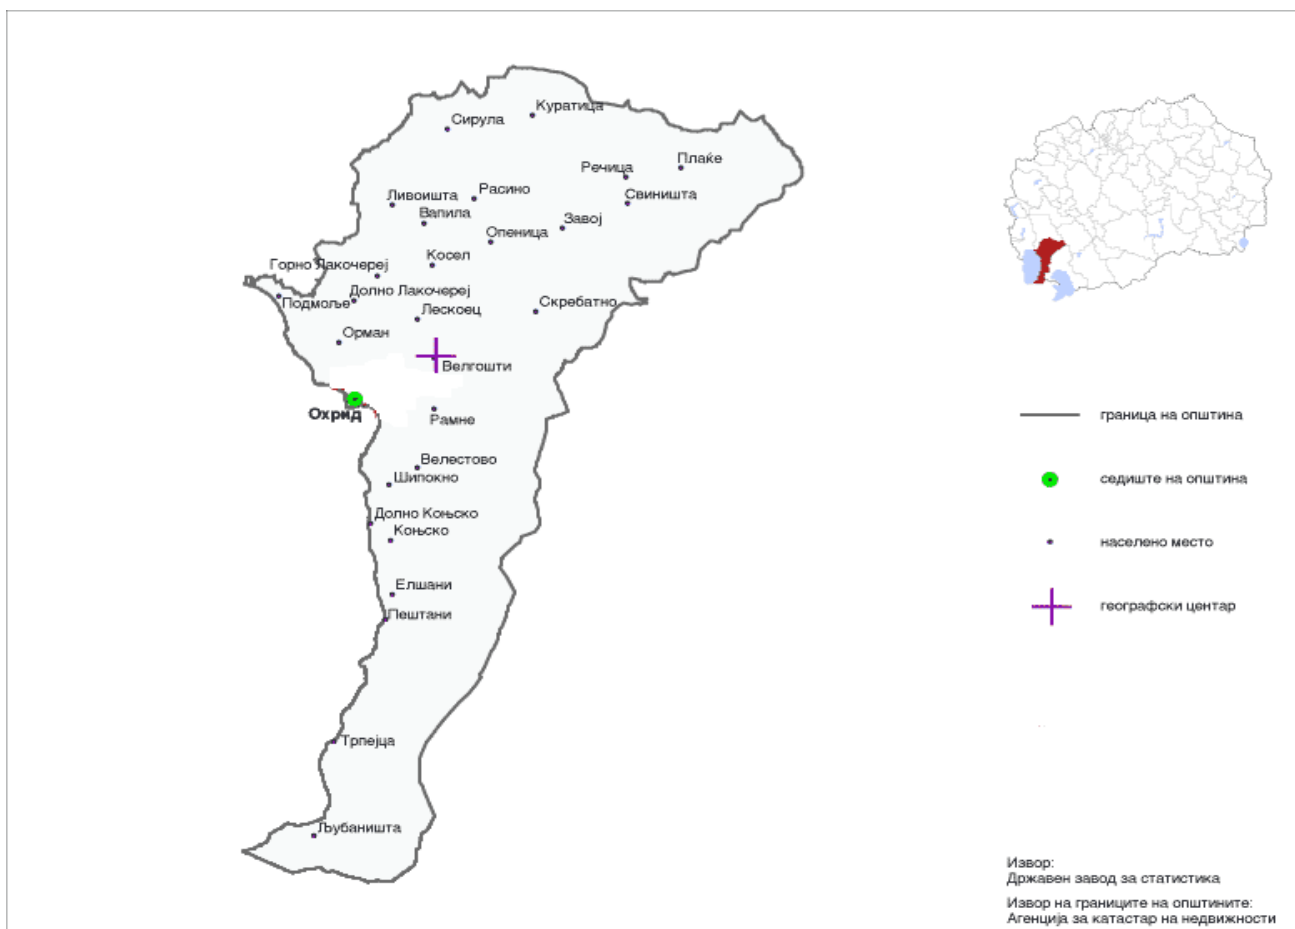 Куратица
Сирула
Плаќе
Речица
Расино
Свиништа
Ливоишта
Вапила
Завој
Опеница
Косел
Горно Лакочереј
Долно Лакочереј
Подмоље
Скребатно
Лескоец
Орман
Велгошти
Охрид
Рамне
Велестово
Шипокно
Долно Коњско
Коњско
Елшани
Пештани
Трпејца
Љубаништа
граница на општина
седиште на општина
населено место
географски центар
Извор:
Државен завод за статистика
Извор на границите на општините:
Агенција за катастар на недвижности